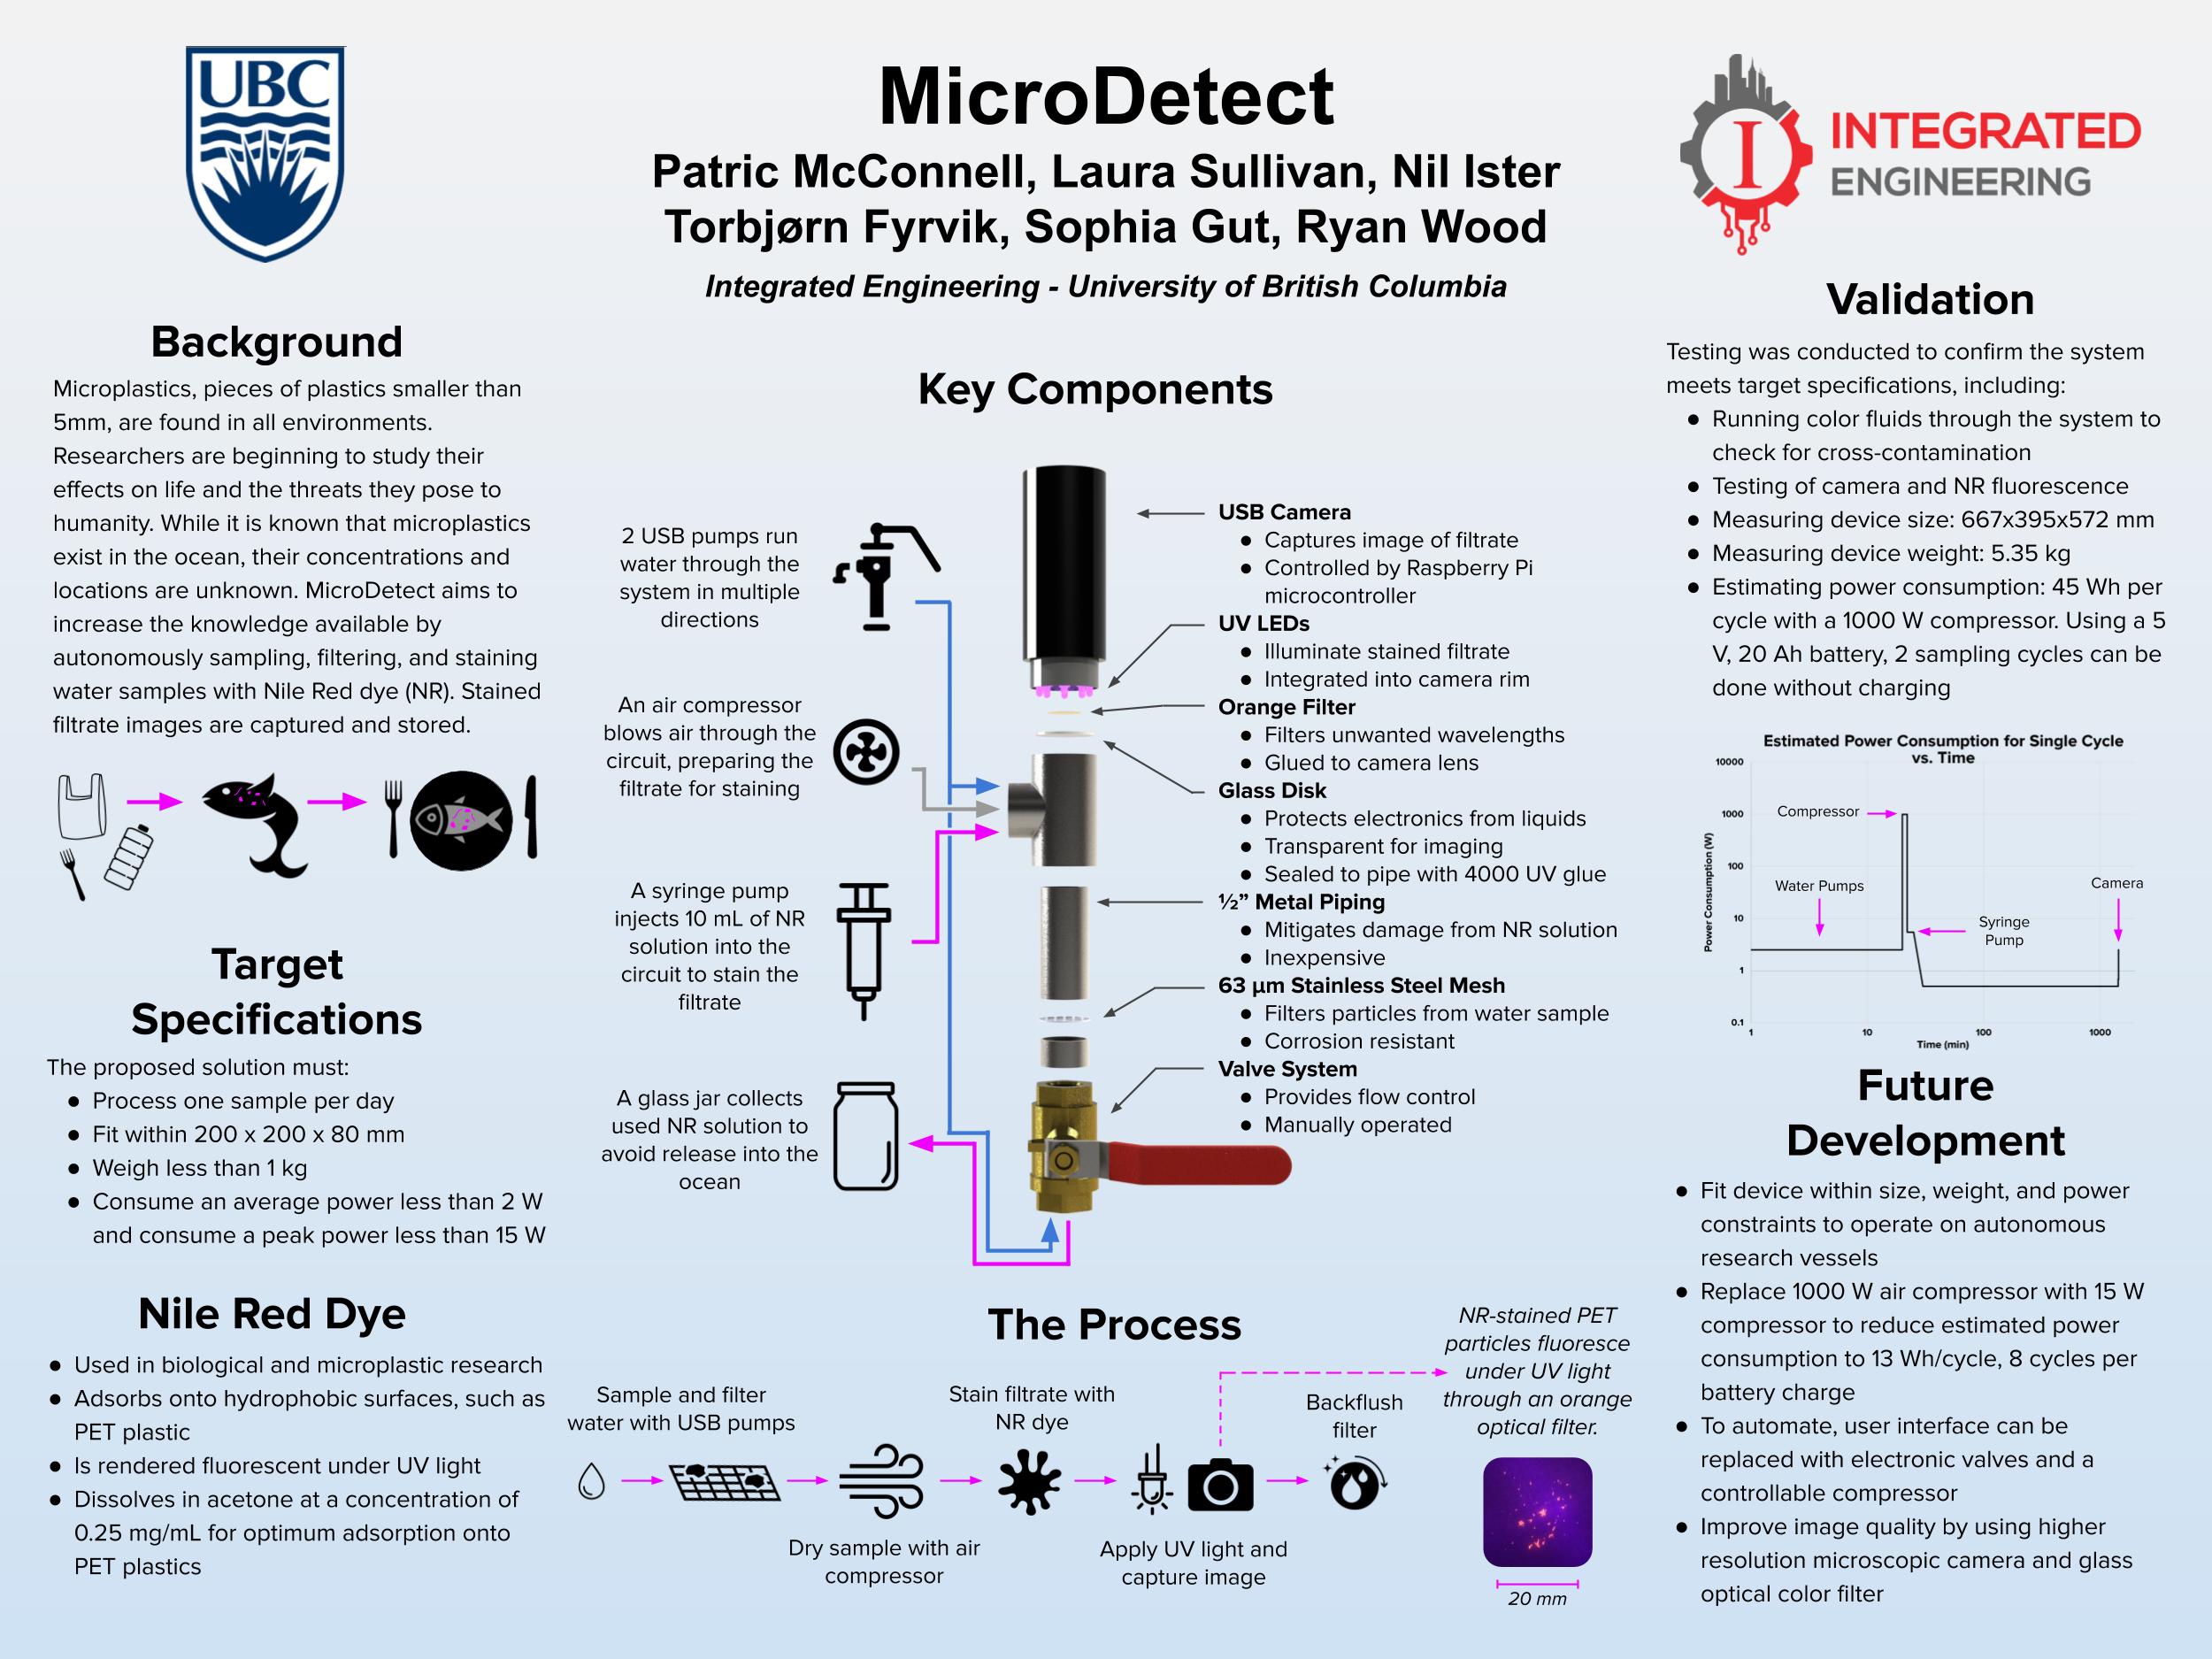 UBC
MicroDetect
Patric McConnell, Laura Sullivan, Nil Ister
Torbjørn Fyrvik, Sophia Gut, Ryan Wood
Integrated Engineering - University of British Columbia
I
INTEGRATED
ENGINEERING
Background
Microplastics, pieces of plastics smaller than
5mm, are found in all environments.
Researchers are beginning to study their
effects on life and the threats they pose to
humanity. While it is known that microplastics
exist in the ocean, their concentrations and
locations are unknown. MicroDetect aims to
increase the knowledge available by
autonomously sampling, filtering, and staining
water samples with Nile Red dye (NR). Stained
filtrate images are captured and stored.
Target
Specifications
The proposed solution must:
● Process one sample per day
● Fit within 200 x 200 x 80 mm
● Weigh less than 1 kg
● Consume an average power less than 2 W
and consume a peak power less than 15 W
Nile Red Dye
● Used in biological and microplastic research
● Adsorbs onto hydrophobic surfaces, such as
PET plastic
● Is rendered fluorescent under UV light
● Dissolves in acetone at a concentration of
0.25 mg/mL for optimum adsorption onto
PET plastics
Key Components
2 USB pumps run
water through the
system in multiple
directions
An air compressor
blows air through the
circuit, preparing the
filtrate for staining
A syringe pump
injects 10 mL of NR
solution into the
circuit to stain the
filtrate
A glass jar collects
used NR solution to
avoid release into the
ocean
USB Camera
● Captures image of filtrate
● Controlled by Raspberry Pi
microcontroller
UV LEDs
● Illuminate stained filtrate
● Integrated into camera rim
Orange Filter
● Filters unwanted wavelengths
● Glued to camera lens
Glass Disk
● Protects electronics from liquids
● Transparent for imaging
● Sealed to pipe with 4000 UV glue
½” Metal Piping
● Mitigates damage from NR solution
● Inexpensive
63 μm Stainless Steel Mesh
● Filters particles from water sample
● Corrosion resistant
Valve System
● Provides flow control
● Manually operated
The Process
Sample and filter
water with USB pumps
Dry sample with air
compressor
Stain filtrate with
NR dye
Apply UV light and
capture image
Backflush
filter
NR-stained PET
particles fluoresce
under UV light
through an orange
optical filter.
20 mm
Validation
Testing was conducted to confirm the system
meets target specifications, including:
● Running color fluids through the system to
check for cross-contamination
● Testing of camera and NR fluorescence
● Measuring device size: 667x395x572 mm
● Measuring device weight: 5.35 kg
● Estimating power consumption: 45 Wh per
cycle with a 1000 W compressor. Using a 5
V, 20 Ah battery, 2 sampling cycles can be
done without charging
Estimated Power Consumption for Single Cycle
vs. Time
Power Consumption (W)
10000
1000
100
10
1
0.1
Compressor
Water Pumps
Syringe
Pump
Camera
1
10
100
1000
Time (min)
Future
Development
● Fit device within size, weight, and power
constraints to operate on autonomous
research vessels
● Replace 1000 W air compressor with 15 W
compressor to reduce estimated power
consumption to 13 Wh/cycle, 8 cycles per
battery charge
● To automate, user interface can be
replaced with electronic valves and a
controllable compressor
● Improve image quality by using higher
resolution microscopic camera and glass
optical color filter